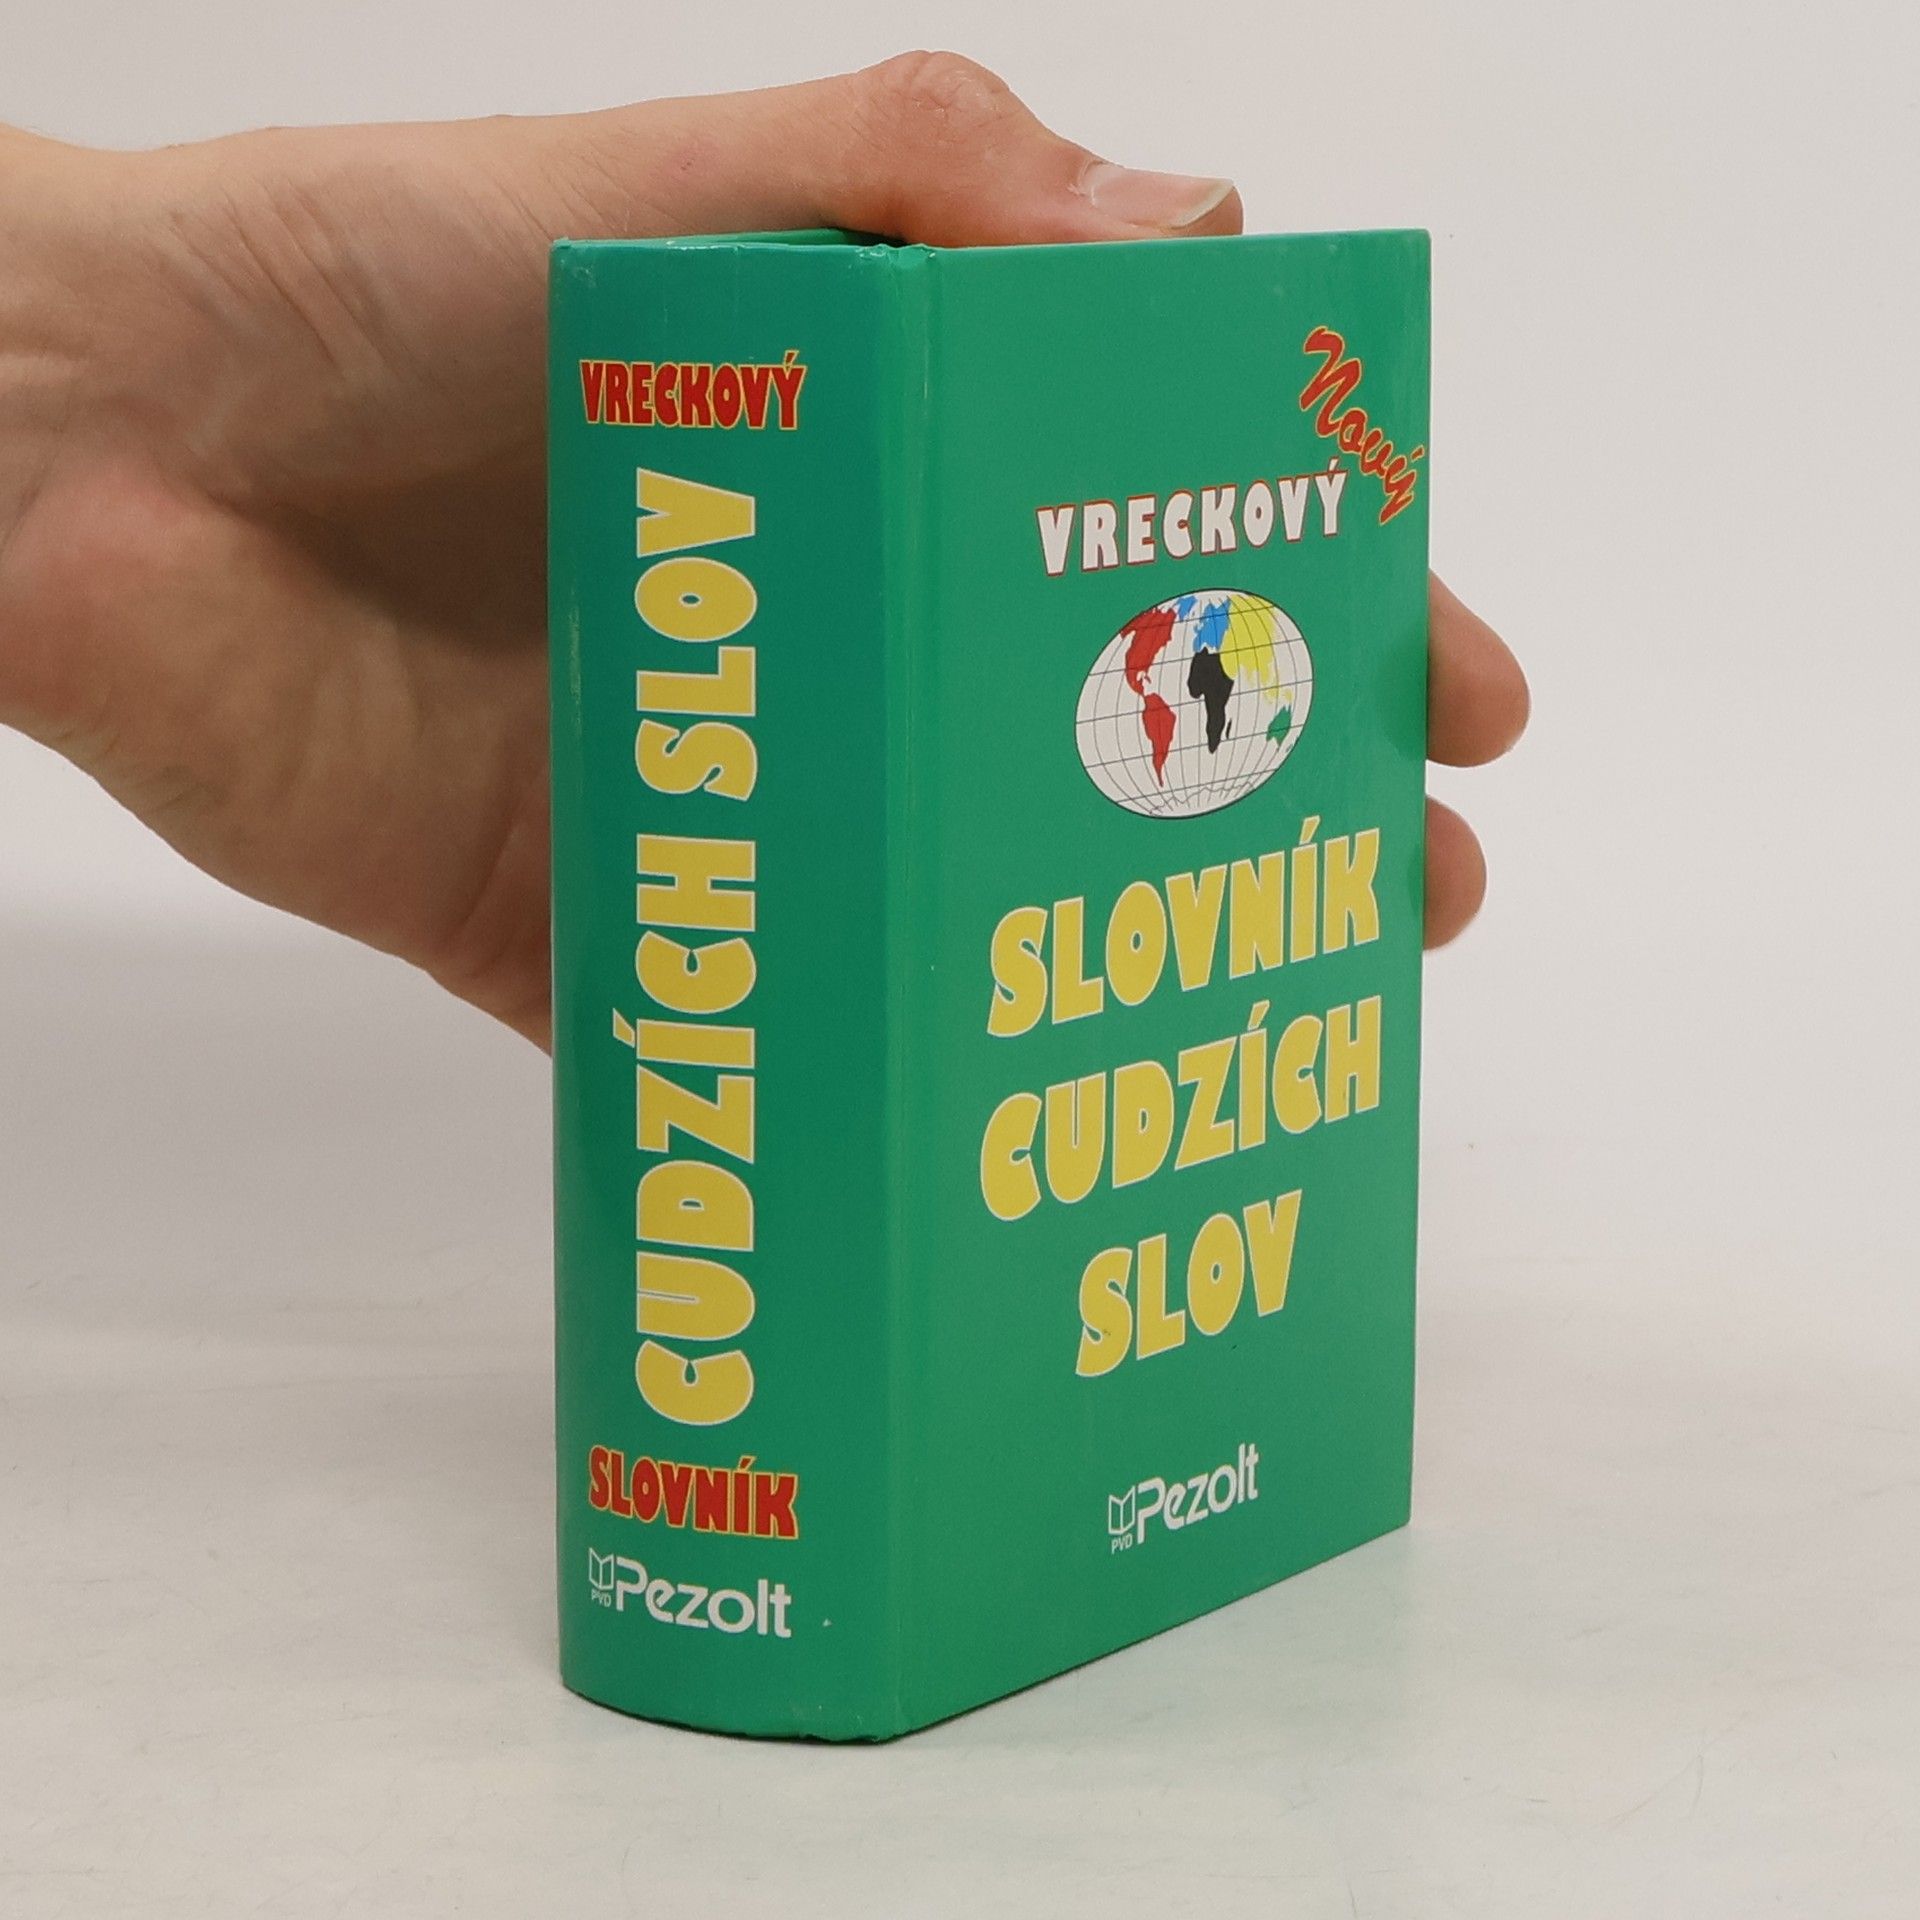 VRECKOVÝ
CUDZÍCH SLOV
SLOVNÍK
PVD Pezolt
Nový
VRECKOVÝ
SLOVNÍK
CUDZÍCH
SLOV
PVD Pezolt